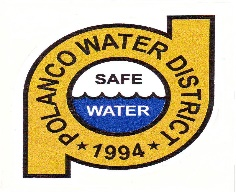 POLANCO WATER DISTRICT
SAFE
WATER
★ 1994 ★